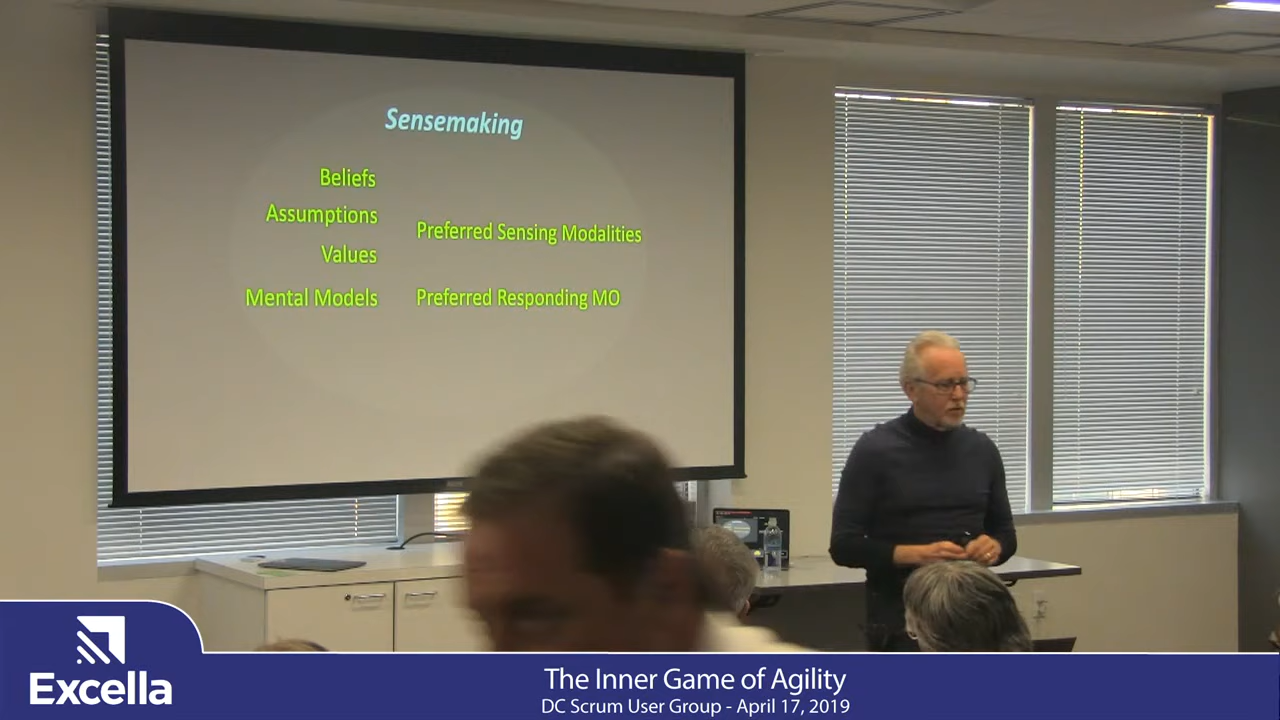 Sensemaking
Beliefs
Assumptions
Values
Mental Models
Preferred Sensing Modalities
Preferred Responding MO
Excella
The Inner Game of Agility
DC Scrum User Group - April 17, 2019